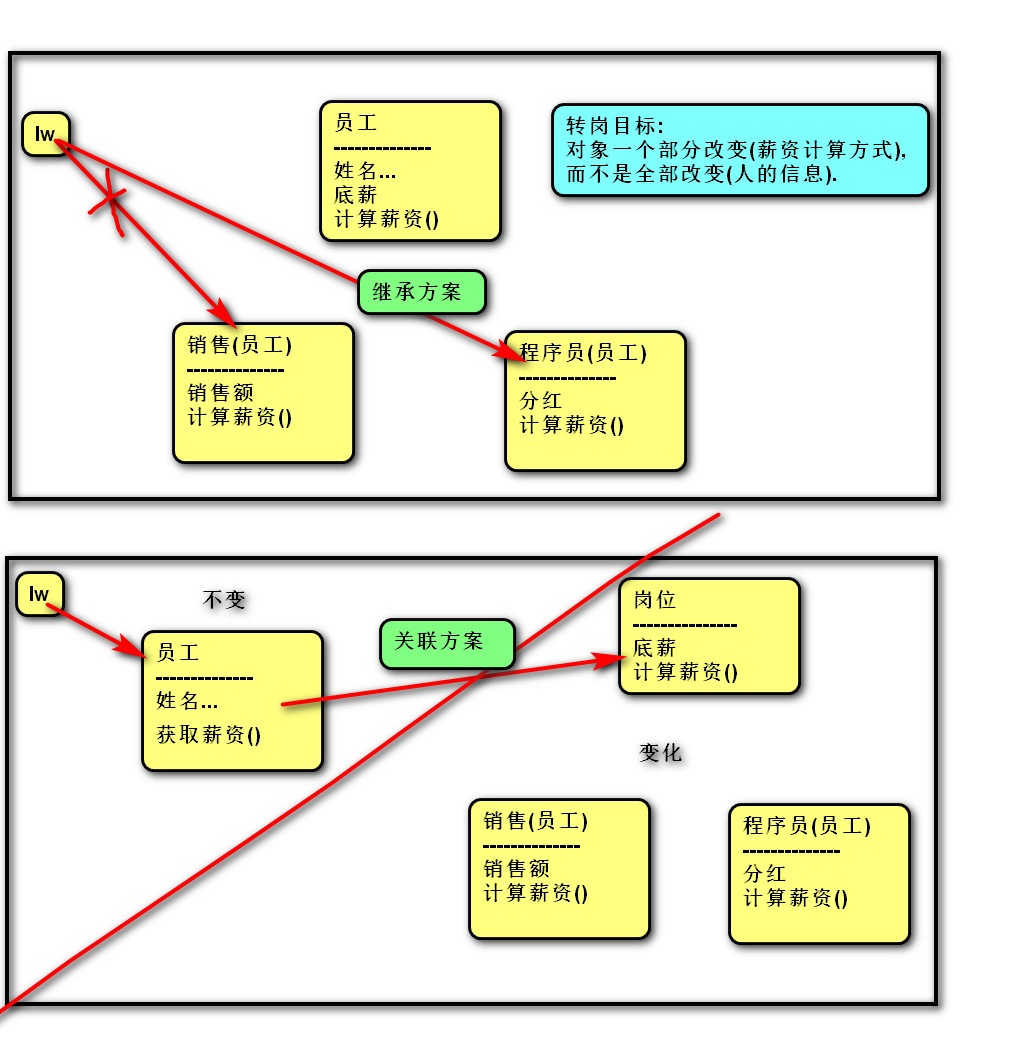 lw
员工
--------------
姓名...
底薪
计算薪资()
转岗目标:
对象一个部分改变(薪资计算方式),
而不是全部改变(人的信息).
继承方案
销售(员工)
--------------
销售额
计算薪资()
程序员(员工)
--------------
分红
计算薪资()
lw
不变
员工
--------------
姓名...
获取薪资()
关联方案
岗位
---------------
底薪
计算薪资()
变化
销售(员工)
--------------
销售额
计算薪资()
程序员(员工)
--------------
分红
计算薪资()